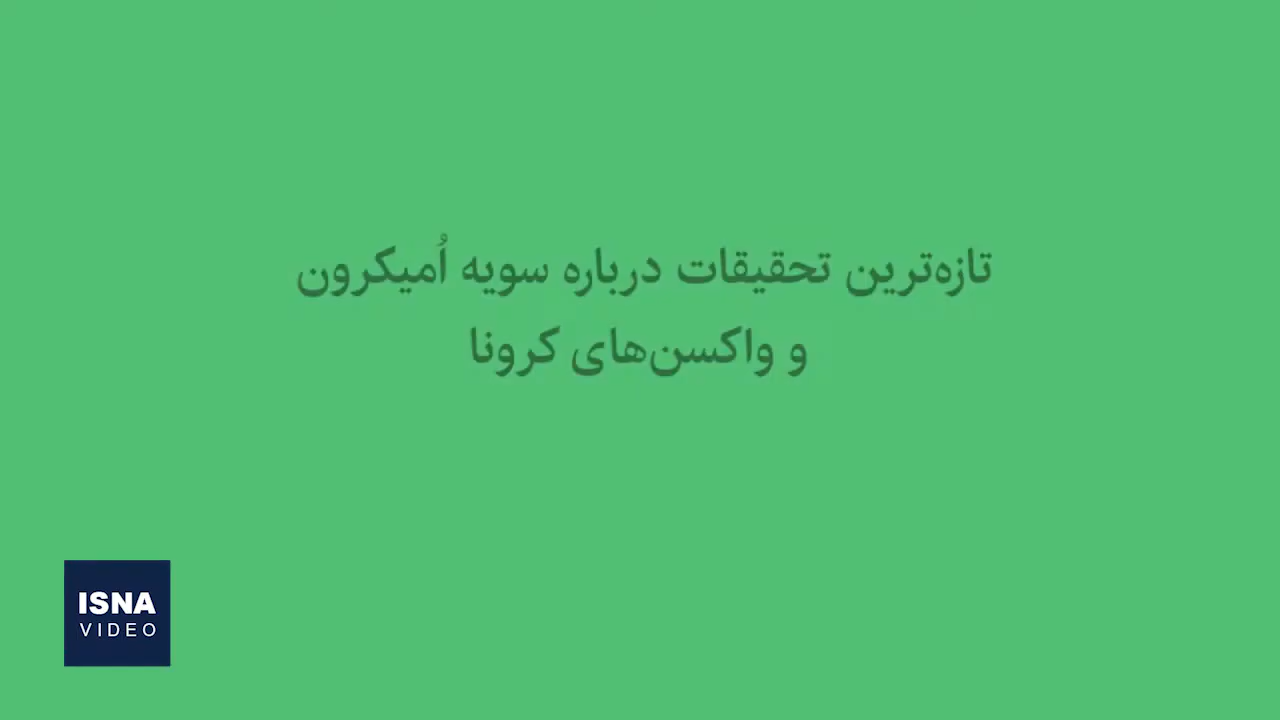 تازه‌ترین تحقیقات درباره سویه اُمیکرون
و واکسن‌های کرونا
ISNA
VIDEO